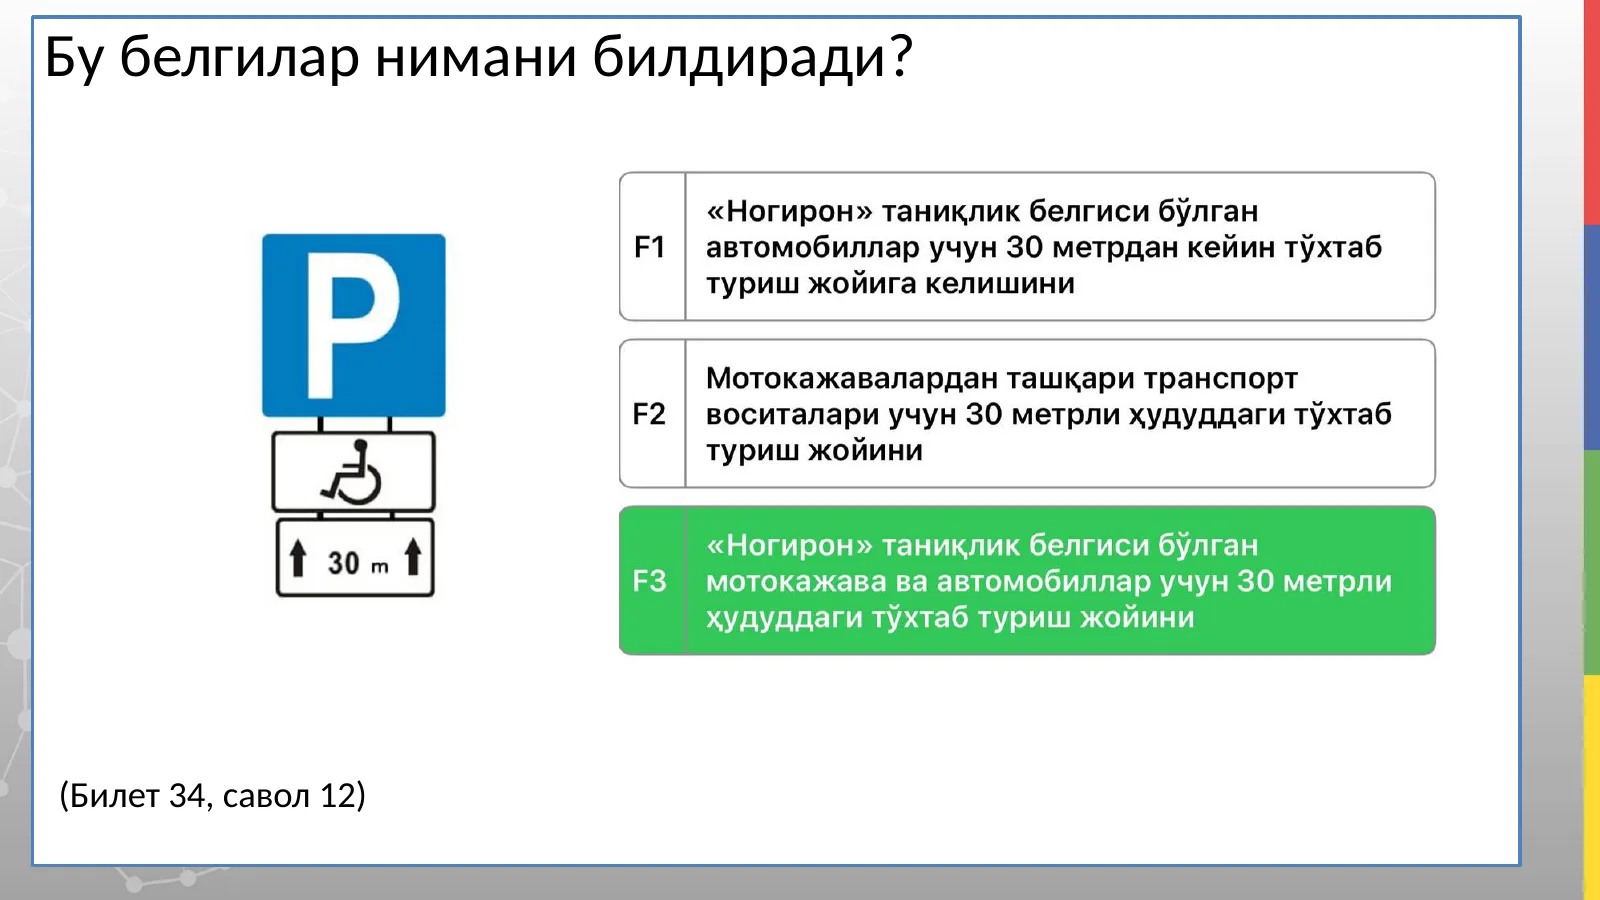 Бу белгилар нимани билдиради?
P
30 m
F1
«Ногирон» таниқлик белгиси бўлган
автомобиллар учун 30 метрдан кейин тўхтаб
туриш жойига келишини
F2
Мотокажавалардан ташқари транспорт
воситалари учун 30 метрли ҳудуддаги тўхтаб
туриш жойини
F3
«Ногирон» таниқлик белгиси бўлган
мотокажава ва автомобиллар учун 30 метрли
ҳудуддаги тўхтаб туриш жойини
(Билет 34, савол 12)